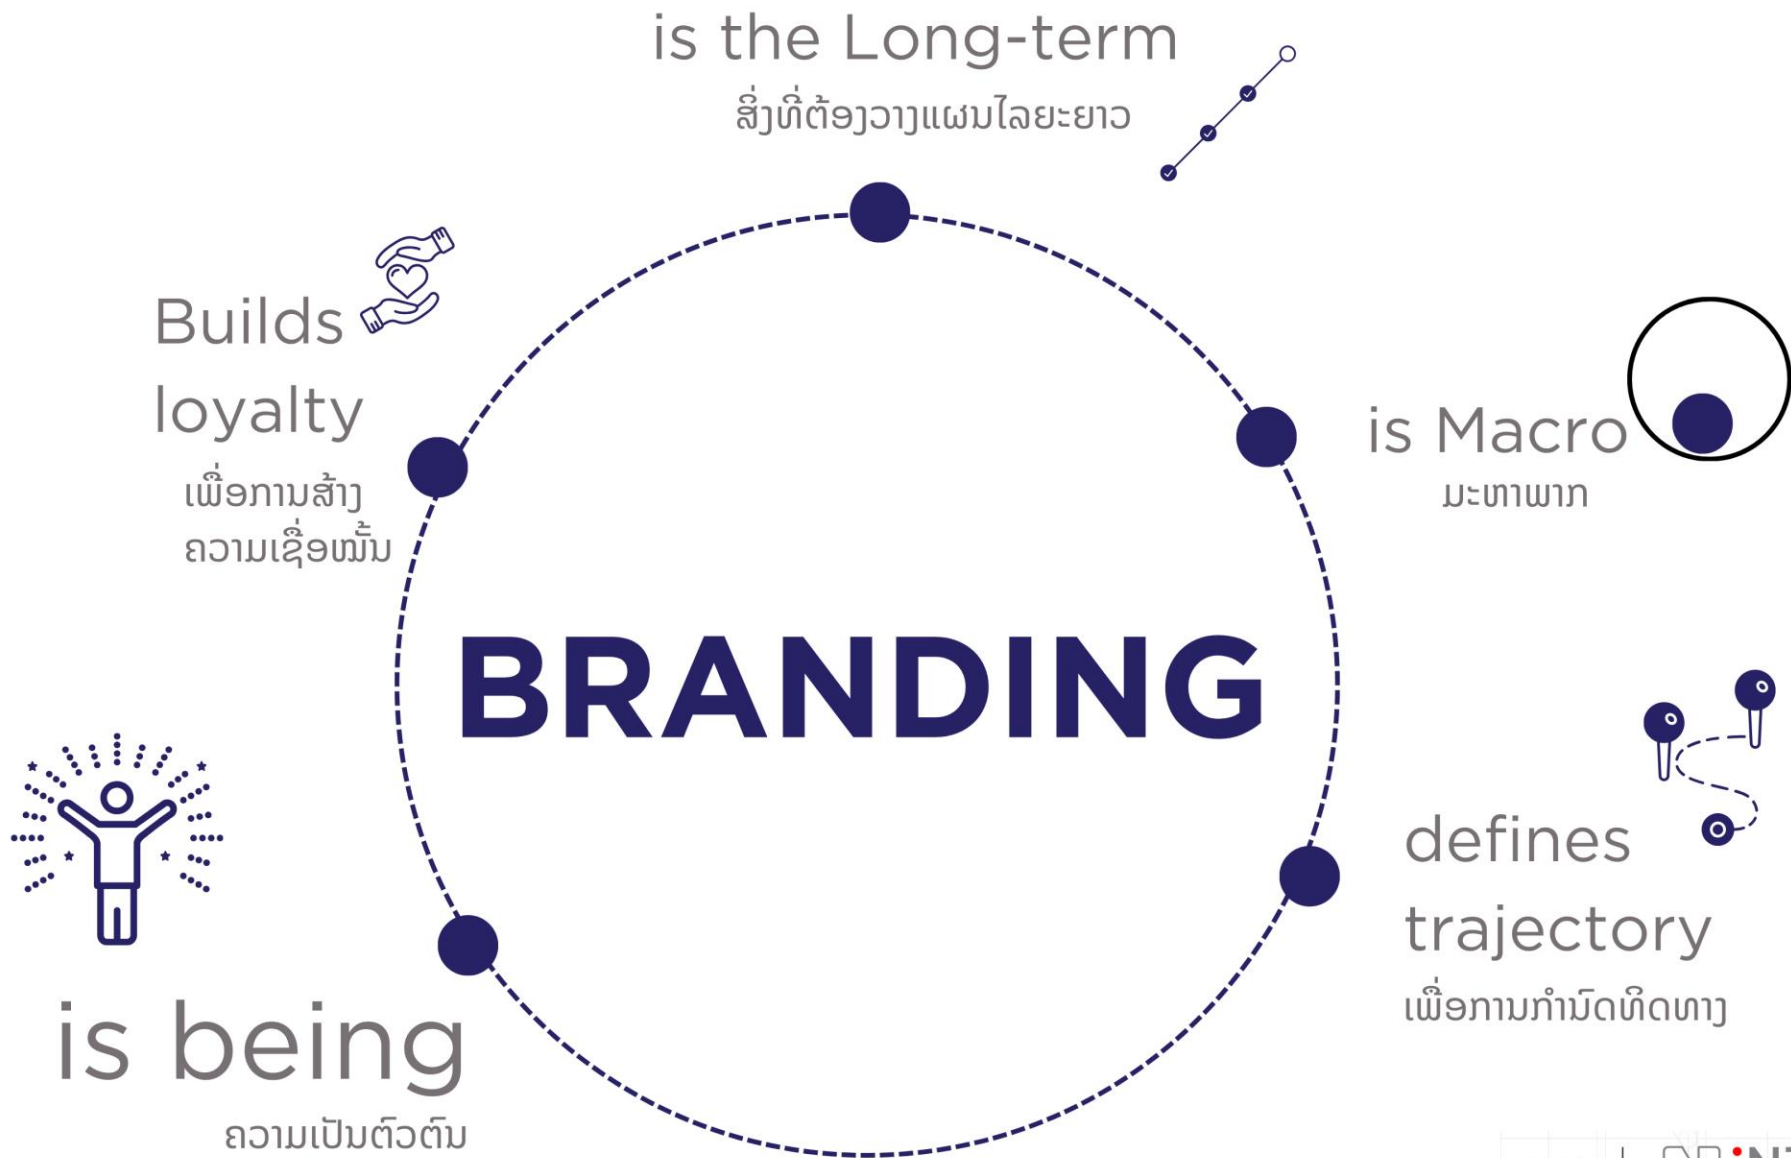 is the Long-term
ສິ່ງທີ່ຕ້ອງວາງແຜນໄລຍະຍາວ
Builds
loyalty
ເພື່ອການສ້າງ
ຄວາມເຊື່ອໝັ້ນ
is Macro
ມະຫາພາກ
BRANDING
defines
trajectory
ເພື່ອການກຳນົດທິດທາງ
is being
ຄວາມເປັນຕົວຕົນ